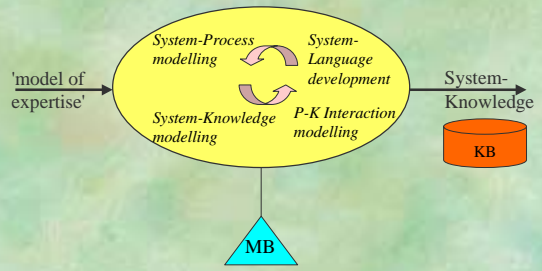 System-Process
modelling
System-
Language
development
'model of
expertise'
System-
Knowledge
System-Knowledge
modelling
P-K Interaction
modelling
KB
MB